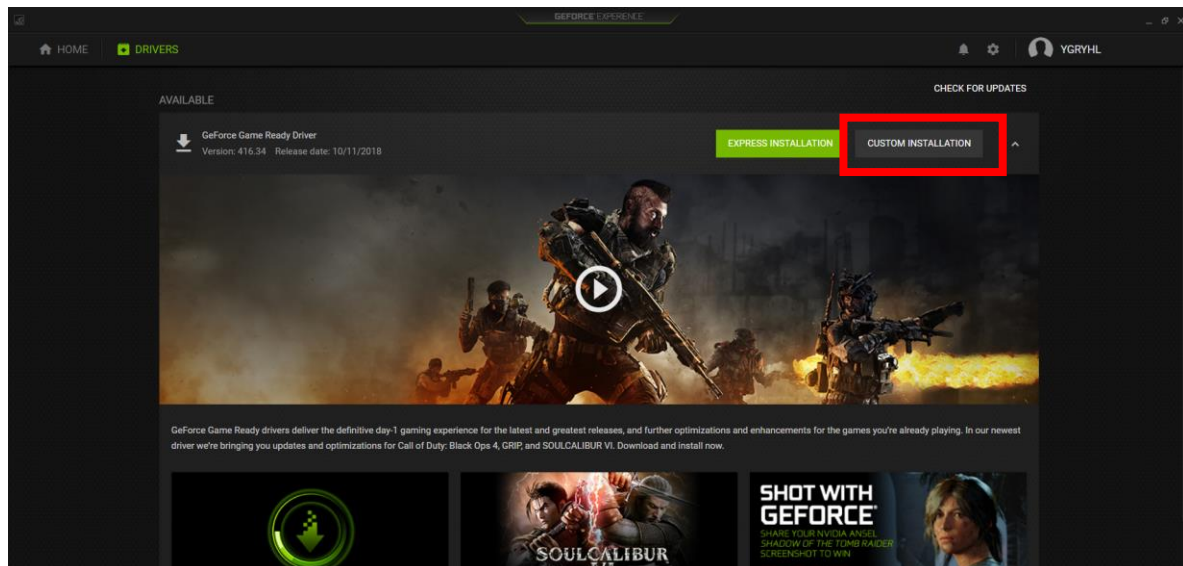 GEFORCE EXPERIENCE
HOME
DRIVERS
YGRYHL
CHECK FOR UPDATES
AVAILABLE
GeForce Game Ready Driver
Version: 416.34 Release date: 10/11/2018
EXPRESS INSTALLATION
CUSTOM INSTALLATION
GeForce Game Ready drivers deliver the definitive day-1 gaming experience for the latest and greatest releases, and further optimizations and enhancements for the games you're already playing. In our newest
driver we're bringing you updates and optimizations for Call of Duty: Black Ops 4, GRIP, and SOULCALIBUR VI. Download and install now.
SOULCALIBUR
VI
SHOT WITH
GEFORCE
SHARE YOUR NVIDIA ANSEL
SHADOW OF THE TOMB RAIDER
SCREENSHOT TO WIN